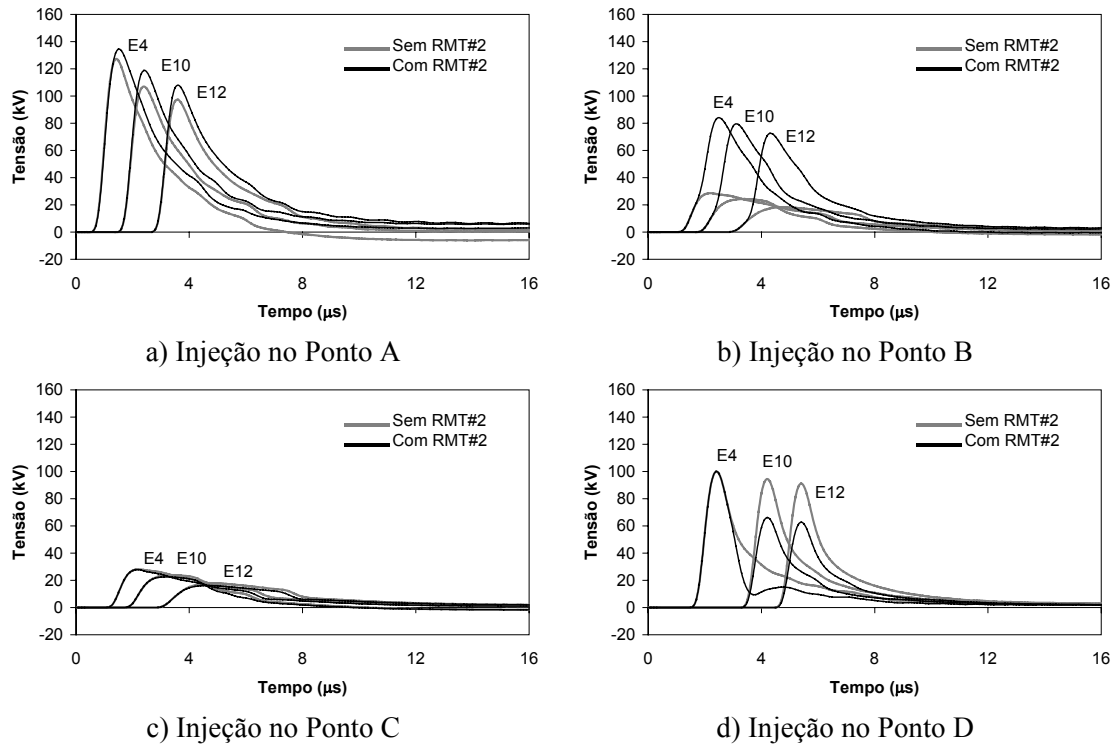 160
140
120
100
80
60
40
20
0
-20
Tensão (kV)
E4
E10
E12
Sem RMT#2
Com RMT#2
0 4 8 12 16
Tempo (μs)
a) Injeção no Ponto A
160
140
120
100
80
60
40
20
0
-20
Tensão (kV)
E4
E10
E12
Sem RMT#2
Com RMT#2
0 4 8 12 16
Tempo (μs)
b) Injeção no Ponto B
160
140
120
100
80
60
40
20
0
-20
Tensão (kV)
E4 E10
E12
Sem RMT#2
Com RMT#2
0 4 8 12 16
Tempo (μs)
c) Injeção no Ponto C
160
140
120
100
80
60
40
20
0
-20
Tensão (kV)
E4
E10
E12
Sem RMT#2
Com RMT#2
0 4 8 12 16
Tempo (μs)
d) Injeção no Ponto D